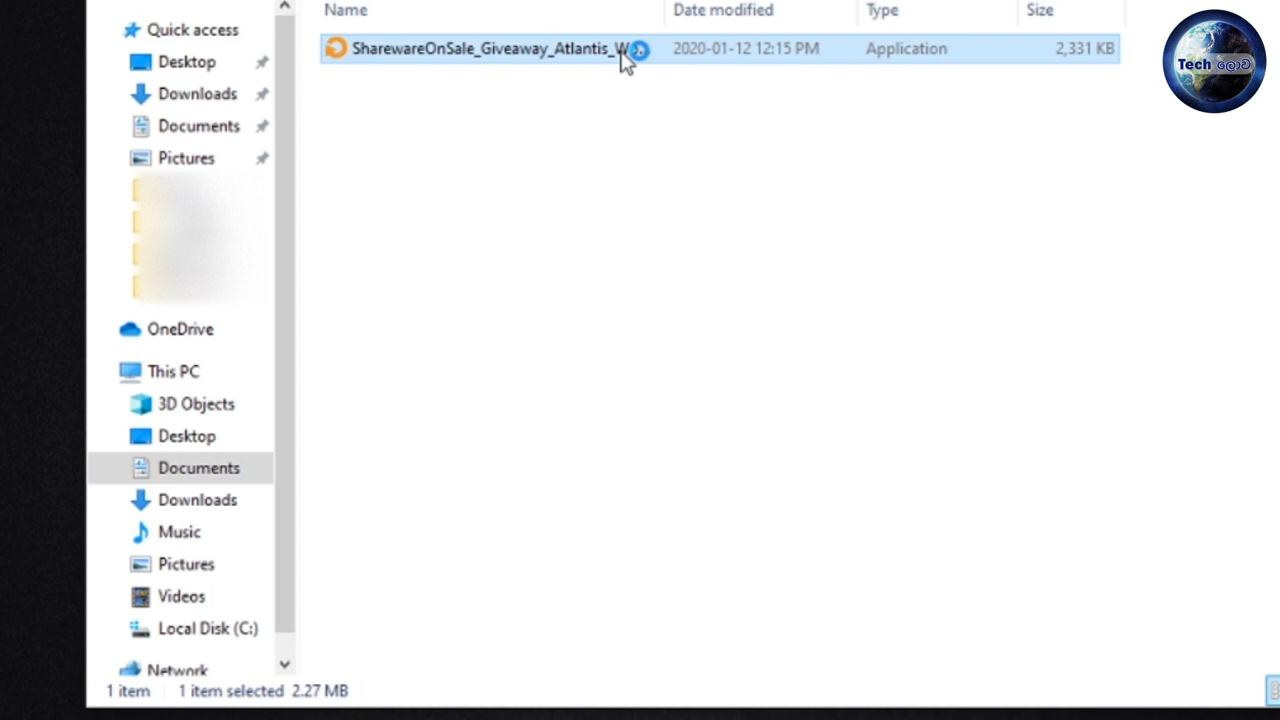 Name Date modified Type Size
SharewareOnSale_Giveaway_Atlantis_W 2020-01-12 12:15 PM Application 2,331 KB
Tech ලොව
Quick access
Desktop
Downloads
Documents
Pictures
OneDrive
This PC
3D Objects
Desktop
Documents
Downloads
Music
Pictures
Videos
Local Disk (C:)
Network
1 item 1 item selected 2.27 MB